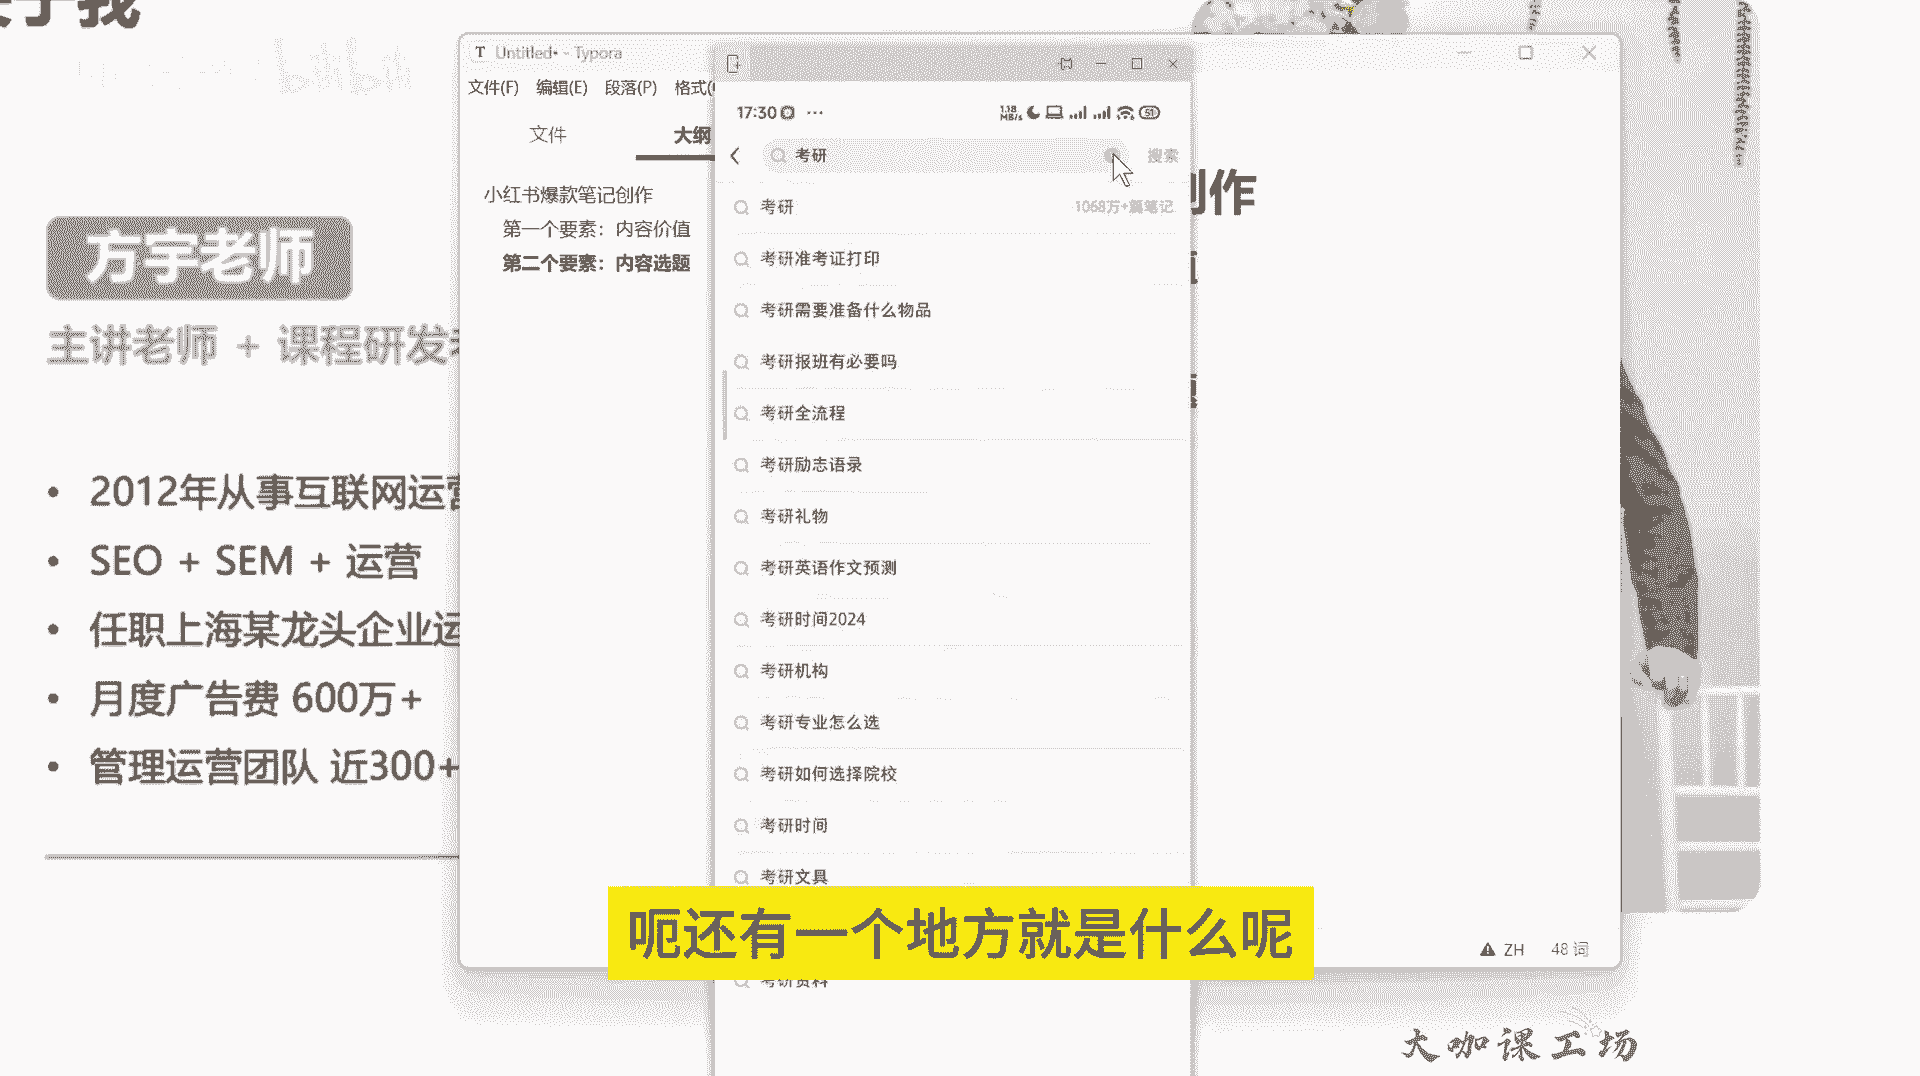 关于我
bilibili
方宇老师
主讲老师 + 课程研发
• 2012年从事互联网运营
• SEO + SEM + 运营
• 任职上海某龙头企业运
• 月度广告费 600万+
• 管理运营团队 近300+
T Untitled• - Typora
文件(F) 编辑(E) 段落(P) 格式(
文件 大纲
小红书爆款笔记创作
第一个要素：内容价值
第二个要素：内容选题
17:30 ···
1.18 MB/s 51
考研 搜索
考研 1068万+篇笔记
考研准考证打印
考研需要准备什么物品
考研报班有必要吗
考研全流程
考研励志语录
考研礼物
考研英语作文预测
考研时间2024
考研机构
考研专业怎么选
考研如何选择院校
考研时间
考研文具
考研资料
创作
呃还有一个地方就是什么呢
ZH 48 词
大咖课工场